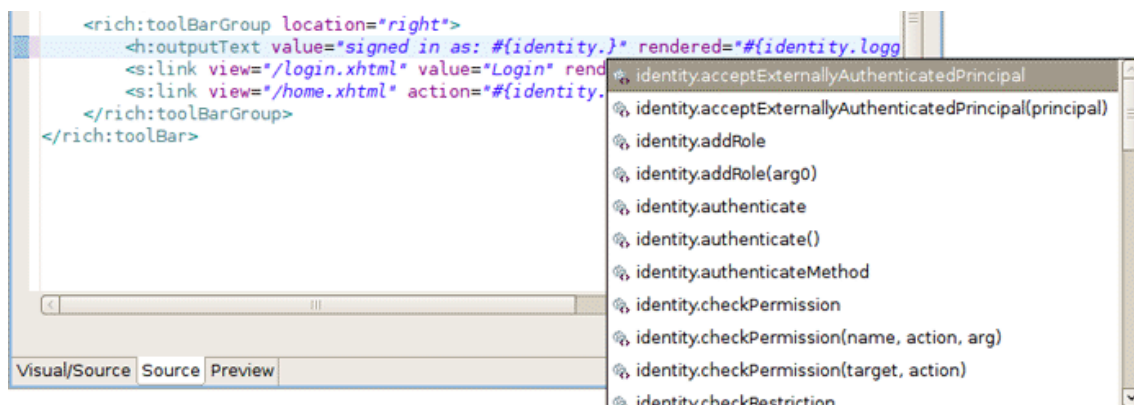 <rich:toolBarGroup location="right">
<h:outputText value="signed in as: #{identity.}" rendered="#{identity.logg
<s:link view="/login.xhtml" value="Login" rend
<s:link view="/home.xhtml" action="#{identity.
</rich:toolBarGroup>
</rich:toolBar>
identity.acceptExternallyAuthenticatedPrincipal
identity.acceptExternallyAuthenticatedPrincipal(principal)
identity.addRole
identity.addRole(arg0)
identity.authenticate
identity.authenticate()
identity.authenticateMethod
identity.checkPermission
identity.checkPermission(name, action, arg)
identity.checkPermission(target, action)
identity.checkRestriction
Visual/Source Source Preview